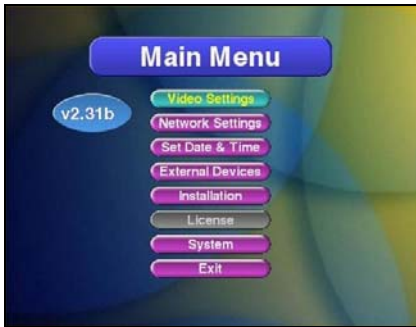 Main Menu
v2.31b
Video Settings
Network Settings
Set Date & Time
External Devices
Installation
License
System
Exit